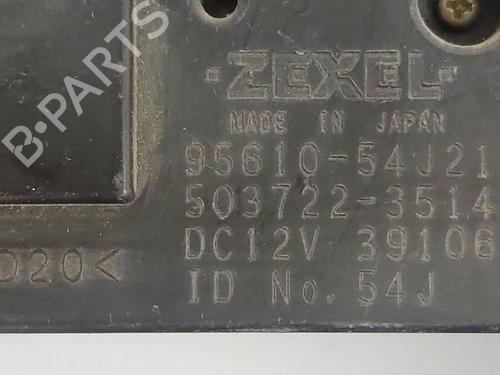 ·ZEXEL·
MADE IN JAPAN
95610-54J21
503722-3514
DC12V 39106
ID No. 54J
D20<
B·PARTS